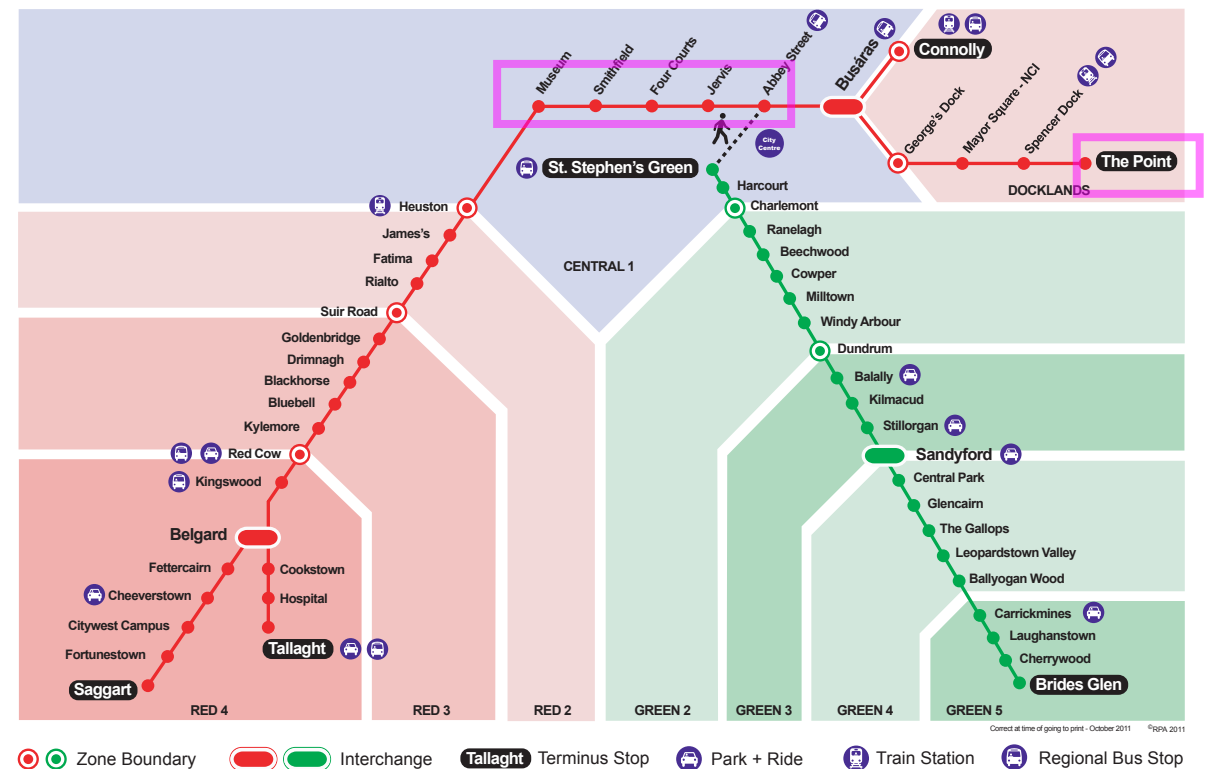 Museum
Smithfield
Four Courts
Jervis
Abbey Street
Busáras
Connolly
George's Dock
Mayor Square - NCI
Spencer Dock
The Point
DOCKLANDS
City
Centre
St. Stephen's Green
Harcourt
Charlemont
Ranelagh
Beechwood
Cowper
Milltown
Windy Arbour
Dundrum
Balally
Kilmacud
Stillorgan
Sandyford
Central Park
Glencairn
The Gallops
Leopardstown Valley
Ballyogan Wood
Carrickmines
Laughanstown
Cherrywood
Brides Glen
CENTRAL 1
Heuston
James's
Fatima
Rialto
Suir Road
Goldenbridge
Drimnagh
Blackhorse
Bluebell
Kylemore
Red Cow
Kingswood
Belgard
Fettercairn
Cheeverstown
Citywest Campus
Fortunestown
Saggart
Cookstown
Hospital
Tallaght
RED 4
RED 3
RED 2
GREEN 2
GREEN 3
GREEN 4
GREEN 5
Correct at time of going to print - October 2011 ©RPA 2011
Zone Boundary
Interchange
Tallaght Terminus Stop
Park + Ride
Train Station
Regional Bus Stop